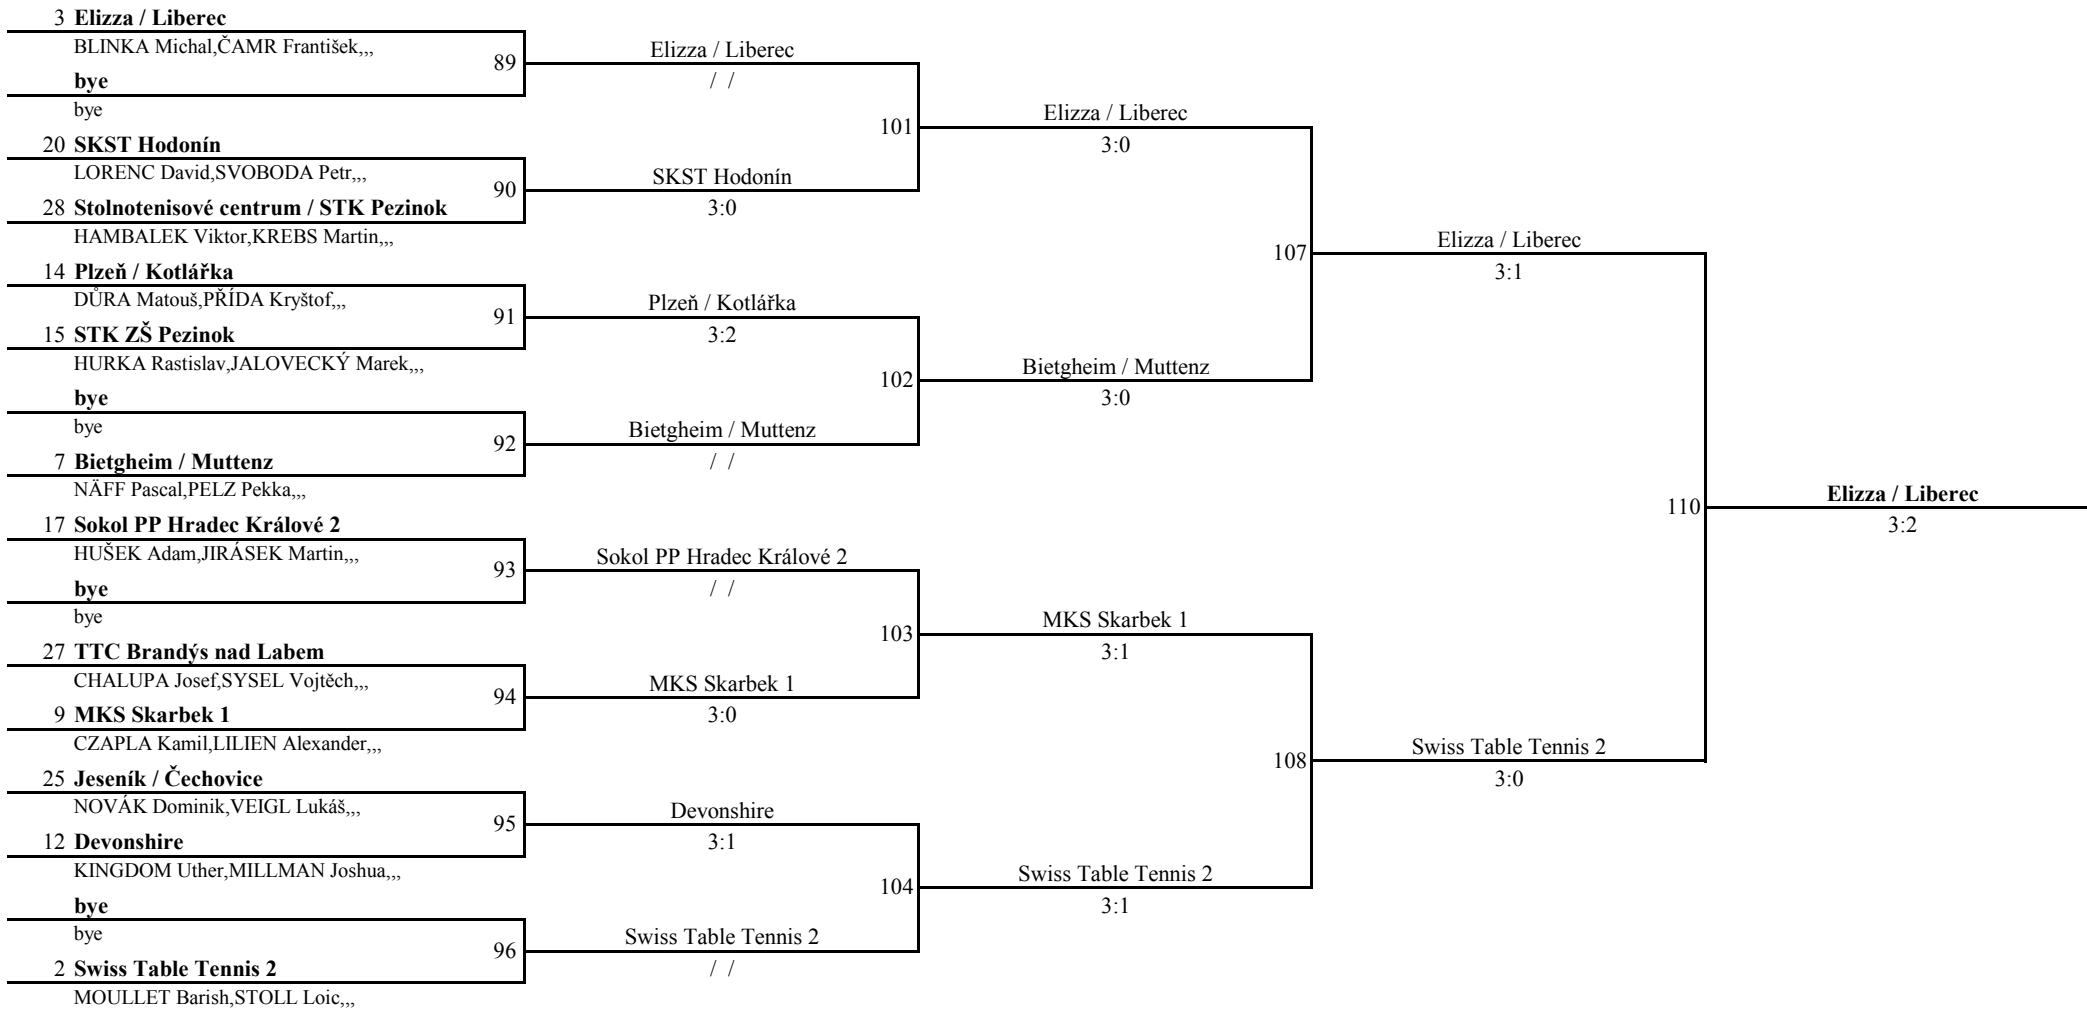 3 Elizza / Liberec
BLINKA Michal,ČAMR František,,,
89
bye
bye
20 SKST Hodonín
LORENC David,SVOBODA Petr,,,
90
28 Stolnotenisové centrum / STK Pezinok
HAMBALEK Viktor,KREBS Martin,,,
14 Plzeň / Kotlářka
DŮRA Matouš,PŘÍDA Kryštof,,,
91
15 STK ZŠ Pezinok
HURKA Rastislav,JALOVECKÝ Marek,,,
bye
bye
92
7 Bietgheim / Muttenz
NÄFF Pascal,PELZ Pekka,,,
17 Sokol PP Hradec Králové 2
HUŠEK Adam,JIRÁSEK Martin,,,
93
bye
bye
27 TTC Brandýs nad Labem
CHALUPA Josef,SYSEL Vojtěch,,,
94
9 MKS Skarbek 1
CZAPLA Kamil,LILIEN Alexander,,,
25 Jeseník / Čechovice
NOVÁK Dominik,VEIGL Lukáš,,,
95
12 Devonshire
KINGDOM Uther,MILLMAN Joshua,,,
bye
bye
96
2 Swiss Table Tennis 2
MOULLET Barish,STOLL Loic,,,
Elizza / Liberec
/ /
101
SKST Hodonín
3:0
Plzeň / Kotlářka
3:2
102
Bietgheim / Muttenz
/ /
Sokol PP Hradec Králové 2
/ /
103
MKS Skarbek 1
3:0
Devonshire
3:1
104
Swiss Table Tennis 2
/ /
Elizza / Liberec
3:0
107
Bietgheim / Muttenz
3:0
MKS Skarbek 1
3:1
108
Swiss Table Tennis 2
3:1
Elizza / Liberec
3:1
110
Swiss Table Tennis 2
3:0
Elizza / Liberec
3:2